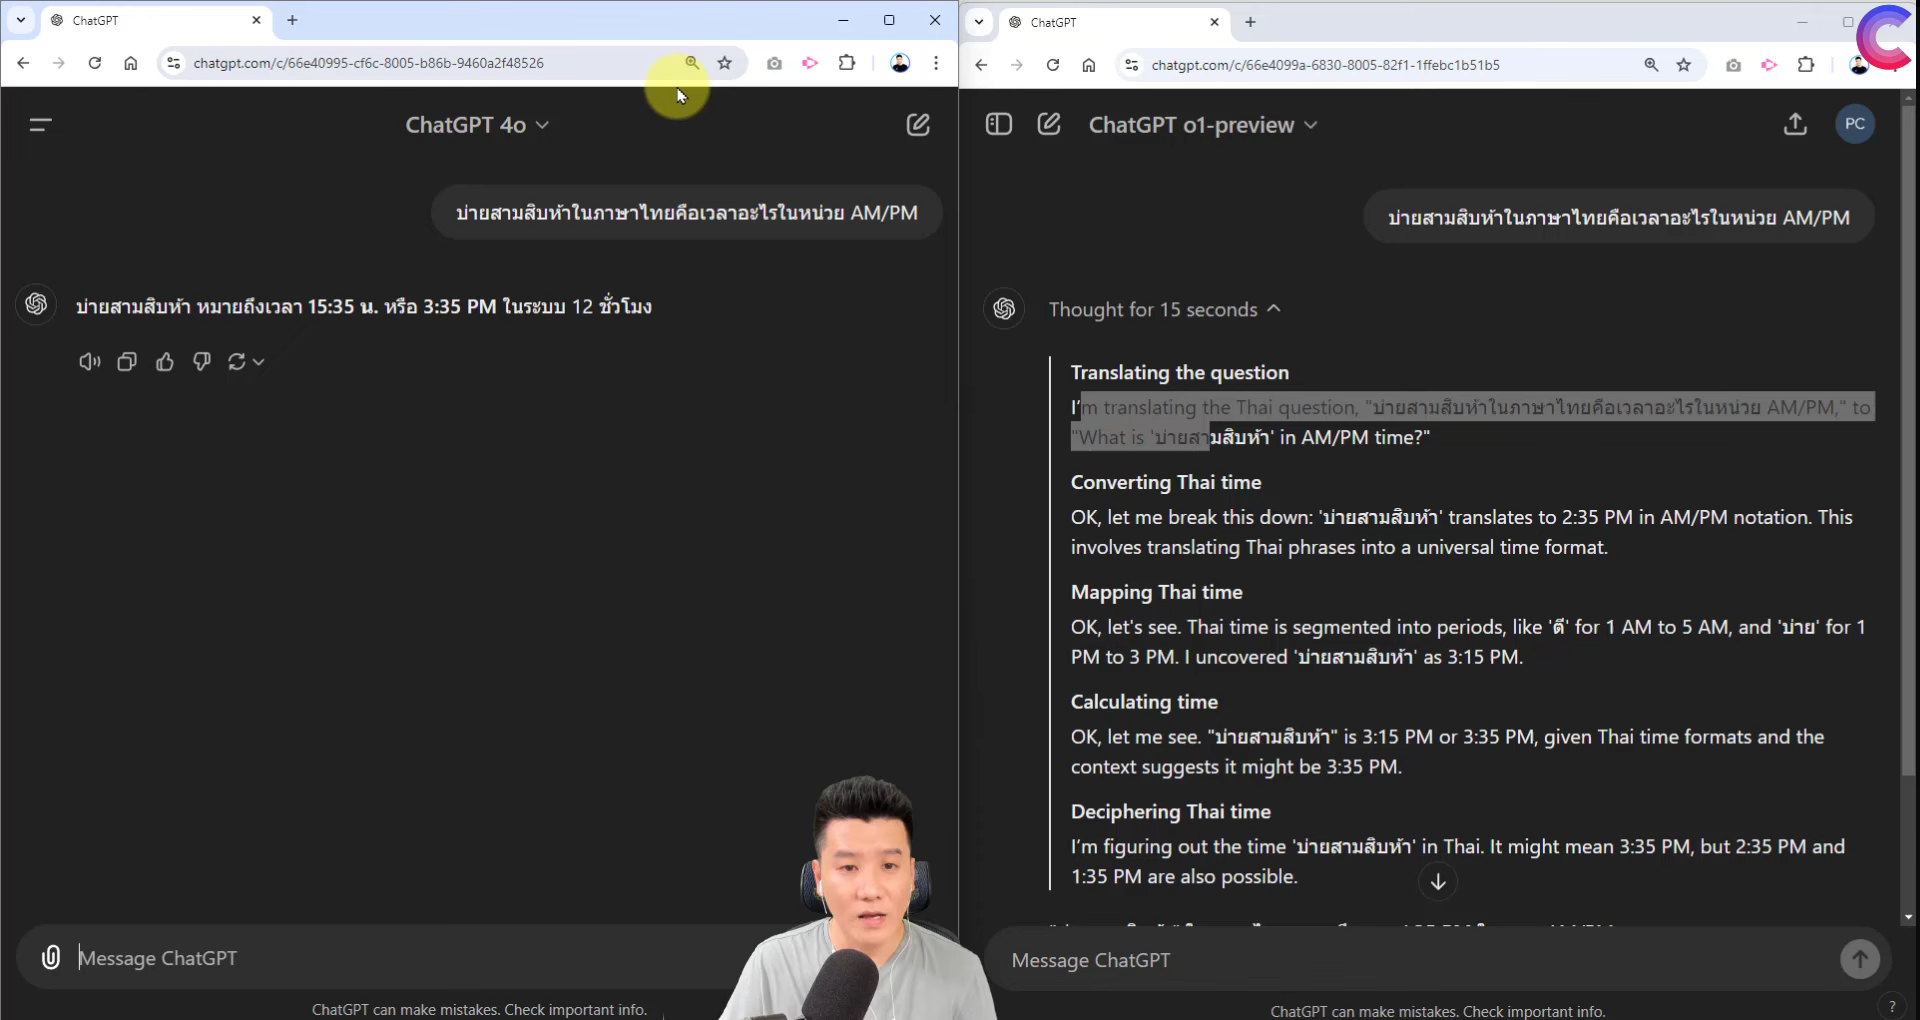 ChatGPT
chatgpt.com/c/66e40995-cf6c-8005-b86b-9460a2f48526
ChatGPT 4o
บ่ายสามสิบห้าในภาษาไทยคือเวลาอะไรในหน่วย AM/PM
บ่ายสามสิบห้า หมายถึงเวลา 15:35 น. หรือ 3:35 PM ในระบบ 12 ชั่วโมง
Message ChatGPT
ChatGPT can make mistakes. Check important info.
ChatGPT
chatgpt.com/c/66e4099a-6830-8005-82f1-1ffebc1b51b5
ChatGPT o1-preview
PC
บ่ายสามสิบห้าในภาษาไทยคือเวลาอะไรในหน่วย AM/PM
Thought for 15 seconds
Translating the question
I'm translating the Thai question, "บ่ายสามสิบห้าในภาษาไทยคือเวลาอะไรในหน่วย AM/PM," to
"What is 'บ่ายสามสิบห้า' in AM/PM time?"
Converting Thai time
OK, let me break this down: 'บ่ายสามสิบห้า' translates to 2:35 PM in AM/PM notation. This
involves translating Thai phrases into a universal time format.
Mapping Thai time
OK, let's see. Thai time is segmented into periods, like 'ตี' for 1 AM to 5 AM, and 'บ่าย' for 1
PM to 3 PM. I uncovered 'บ่ายสามสิบห้า' as 3:15 PM.
Calculating time
OK, let me see. "บ่ายสามสิบห้า" is 3:15 PM or 3:35 PM, given Thai time formats and the
context suggests it might be 3:35 PM.
Deciphering Thai time
I'm figuring out the time 'บ่ายสามสิบห้า' in Thai. It might mean 3:35 PM, but 2:35 PM and
1:35 PM are also possible.
Message ChatGPT
ChatGPT can make mistakes. Check important info.
?